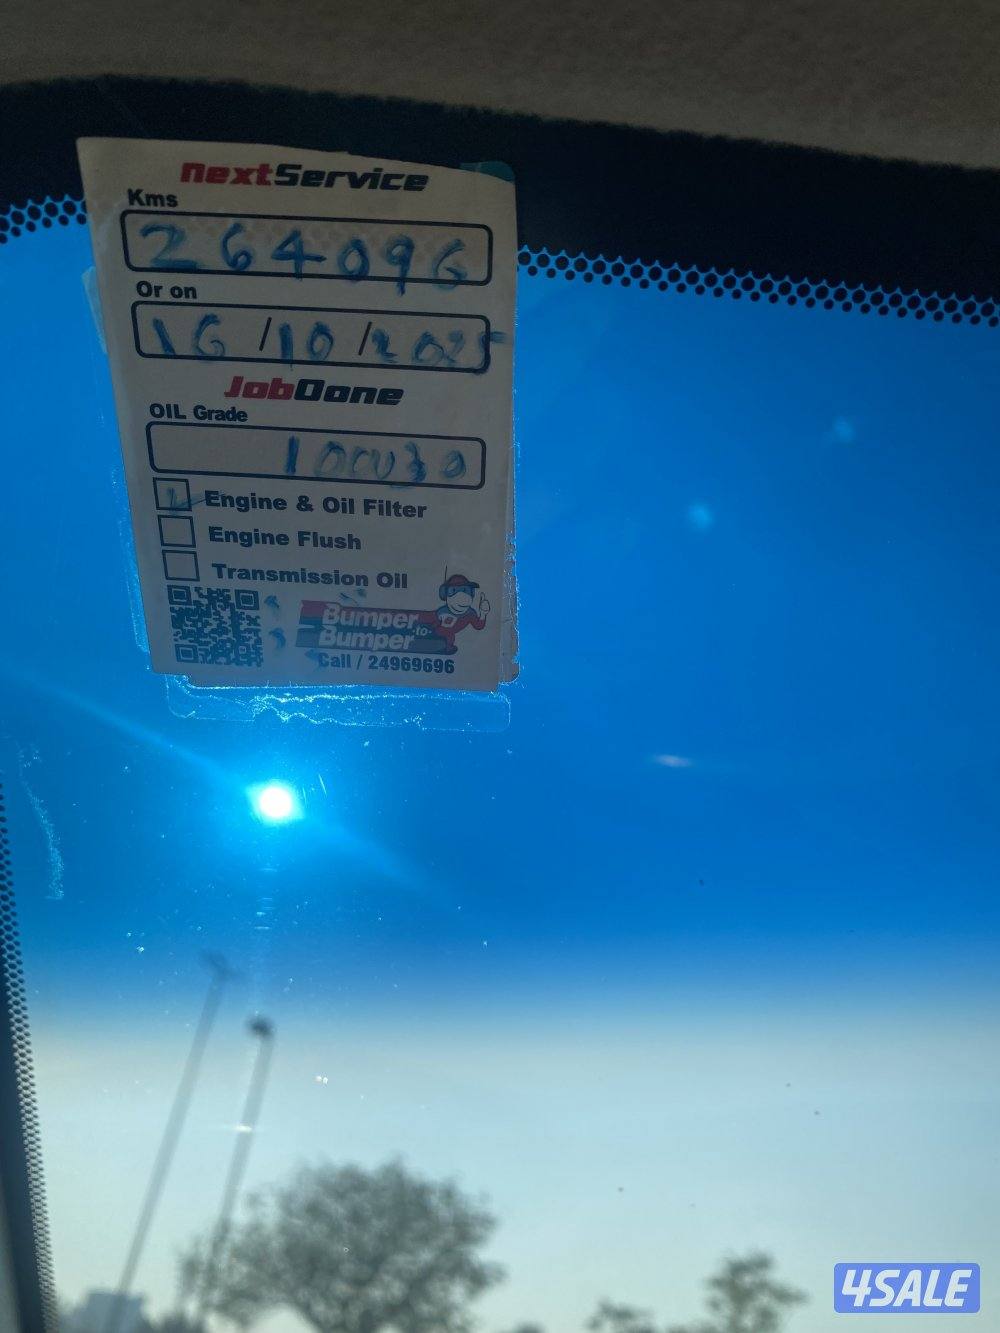 nextService
Kms
264096
Or on
16/10/2025
JobDone
OIL Grade
10W30
Engine & Oil Filter
Engine Flush
Transmission Oil
Bumper
-to-
Bumper
Call / 24969696
4SALE